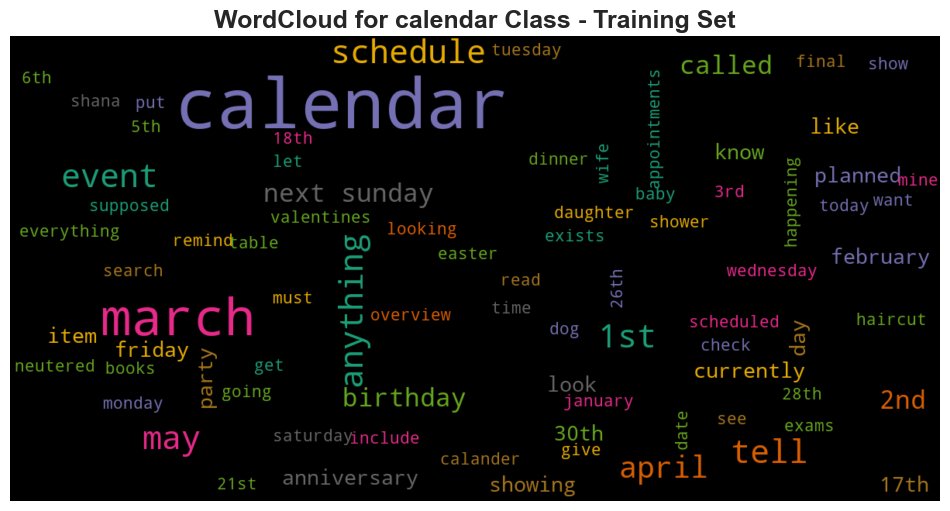 WordCloud for calendar Class - Training Set
schedule
tuesday
called
final
show
6th
calendar
shana
put
appointments
5th
18th
like
let
dinner
wife
know
event
next sunday
happening
planned
mine
supposed
baby
3rd
today
want
valentines
daughter
shower
everything
looking
exists
remind
table
anything
easter
february
search
read
26th
wednesday
must
time
march
overview
dog
1st
scheduled
haircut
item
friday
check
day
neutered
books
party
get
look
currently
going
birthday
january
28th
2nd
monday
may
saturday
include
30th
give
date
see
exams
calander
april
tell
21st
anniversary
showing
17th